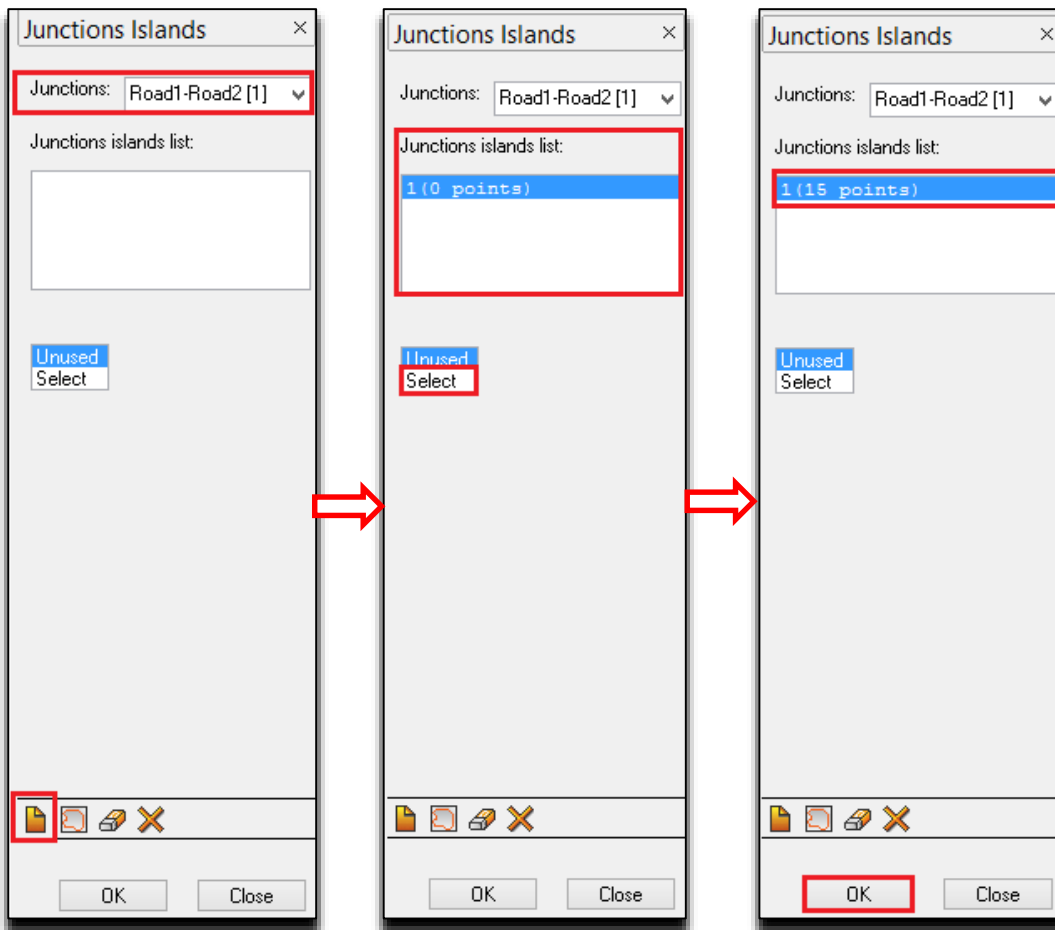 Junctions Islands
Junctions: Road1-Road2 [1]
Junctions islands list:
Unused
Select
OK Close
Junctions Islands
Junctions: Road1-Road2 [1]
Junctions islands list:
1(0 points)
Unused
Select
OK Close
Junctions Islands
Junctions: Road1-Road2 [1]
Junctions islands list:
1(15 points)
Unused
Select
OK Close